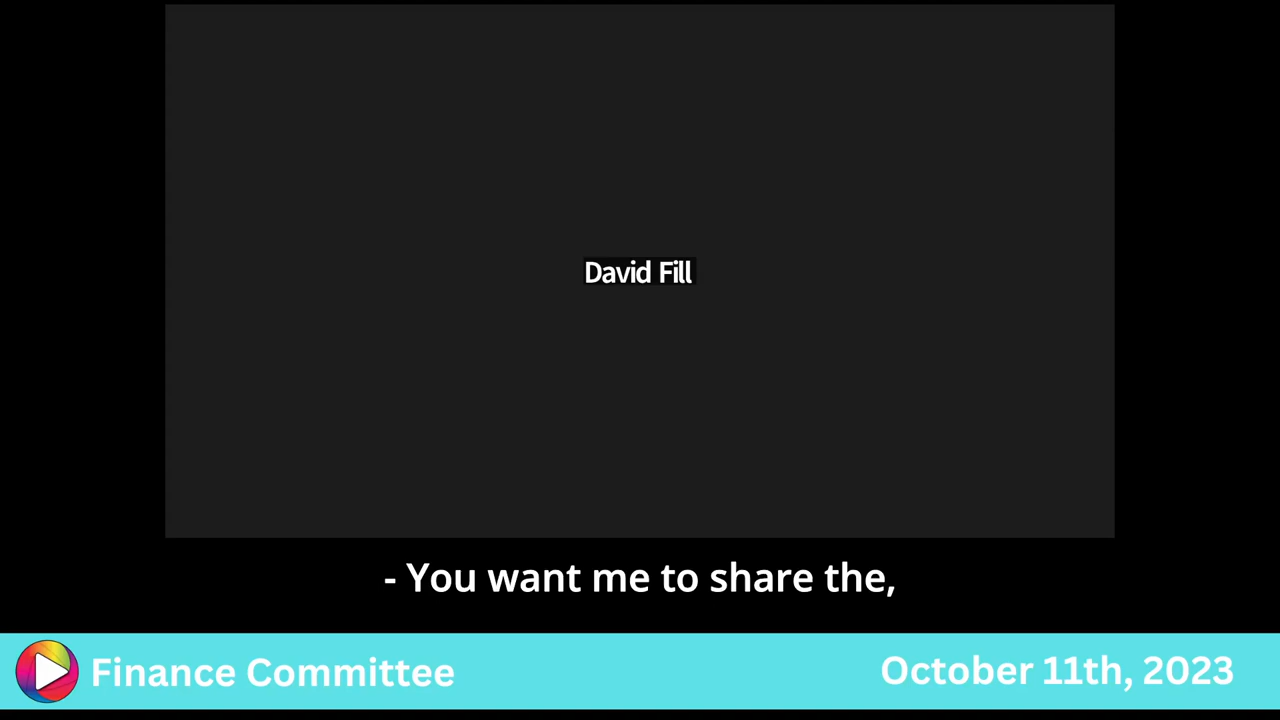 David Fill
- You want me to share the,
Finance Committee
October 11th, 2023